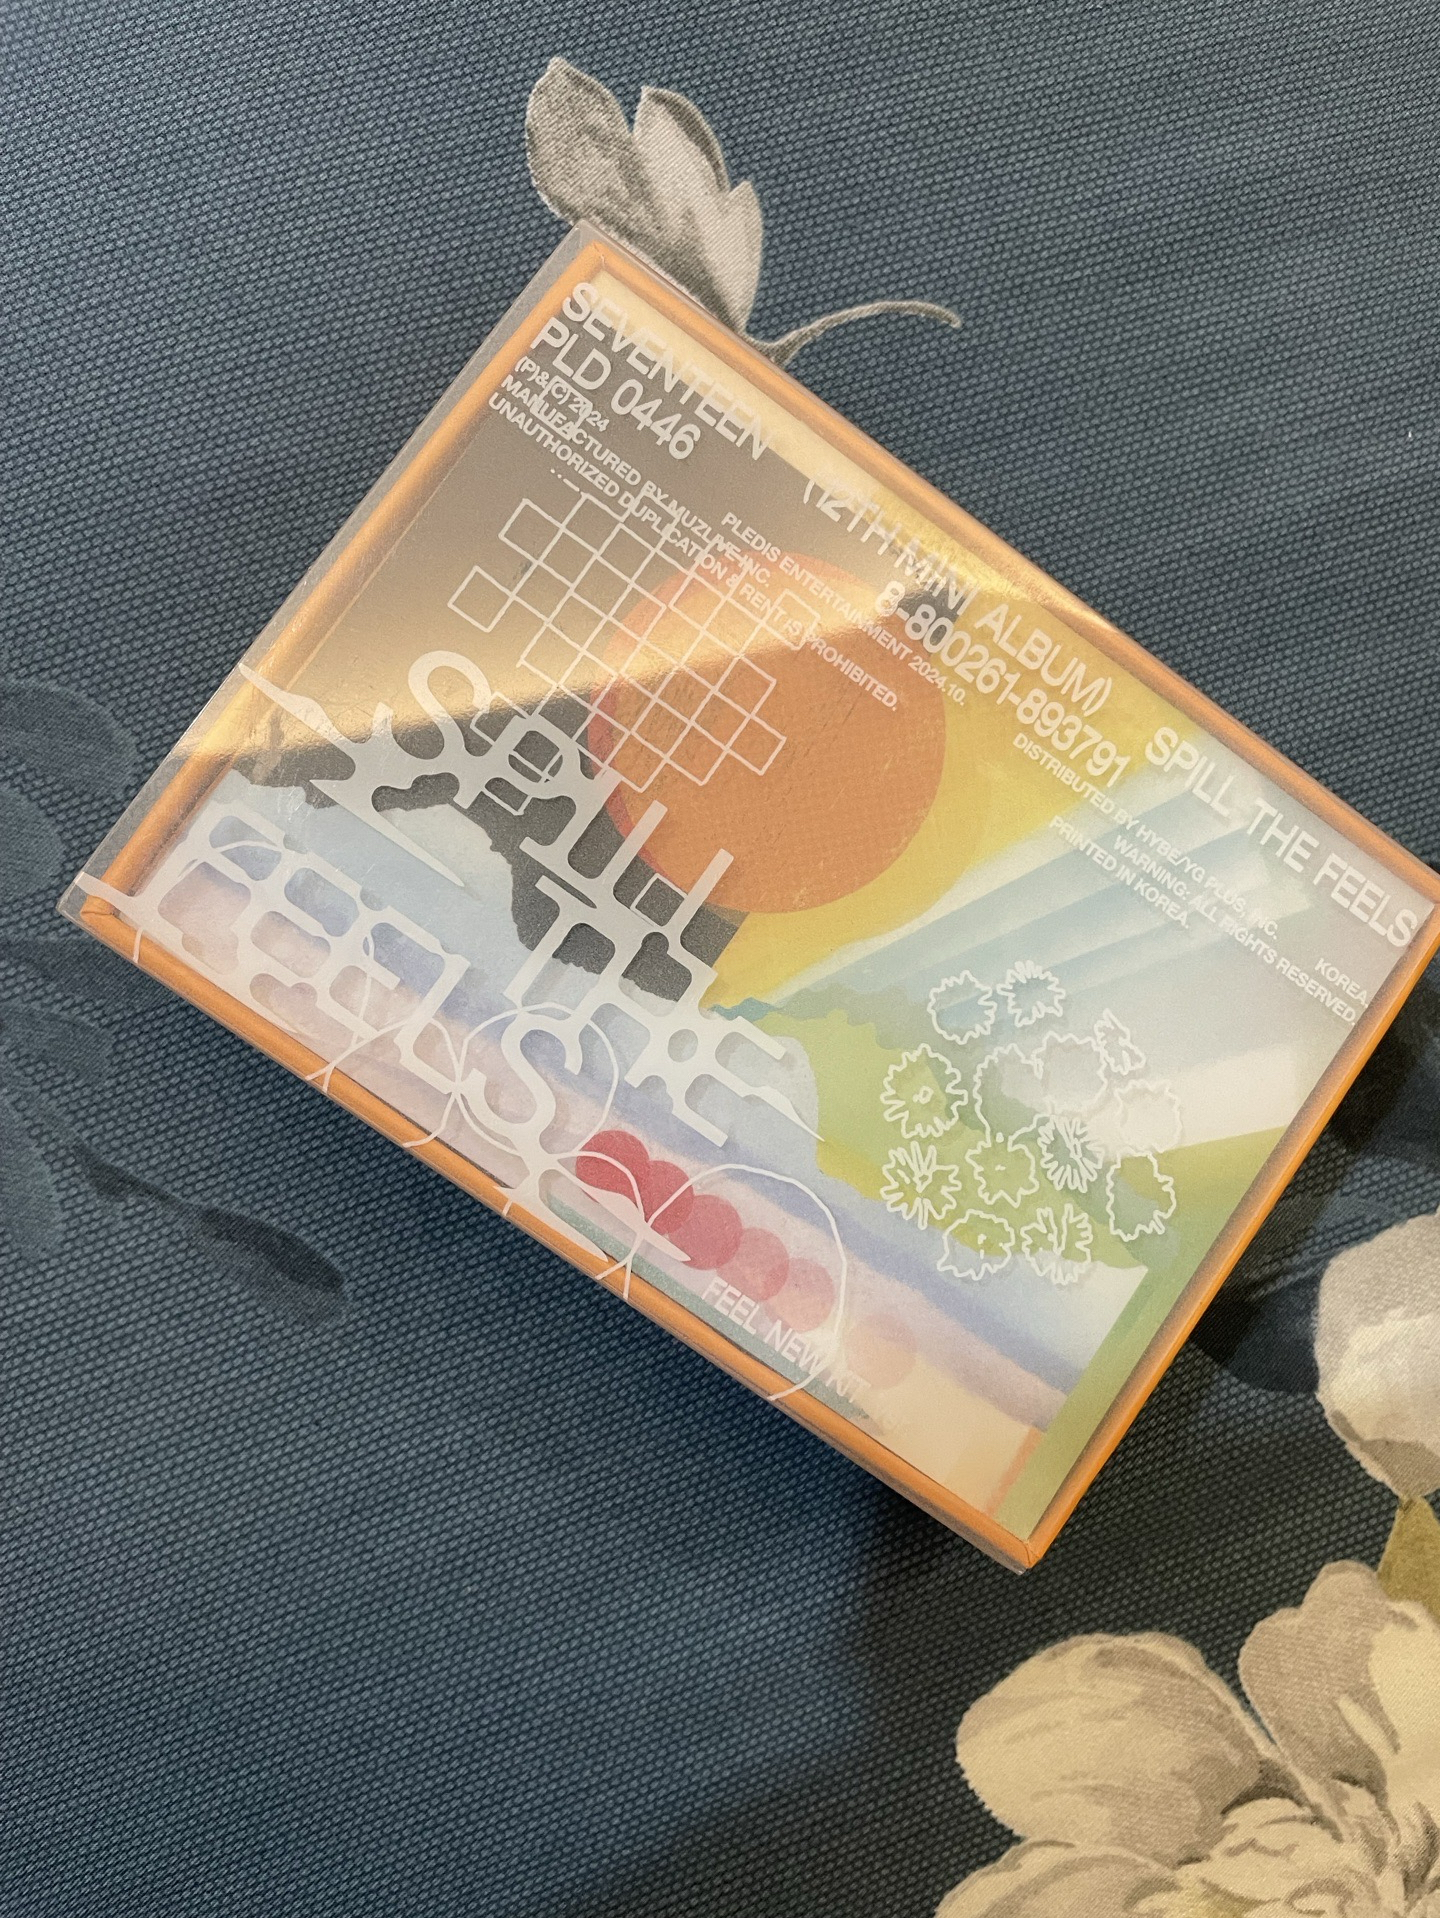 SEVENTEEN (12TH MINI ALBUM) SPILL THE FEELS
PLD 0446 8-800261-893791
(P)&(C) 2024 PLEDIS ENTERTAINMENT 2024.10. DISTRIBUTED BY HYBE/YG PLUS, INC. KOREA.
MANUFACTURED BY MUZLIVE INC. WARNING: ALL RIGHTS RESERVED.
UNAUTHORIZED DUPLICATION & RENT IS PROHIBITED. PRINTED IN KOREA.
SPILL
THE
FEELS
FEEL NEW KIT